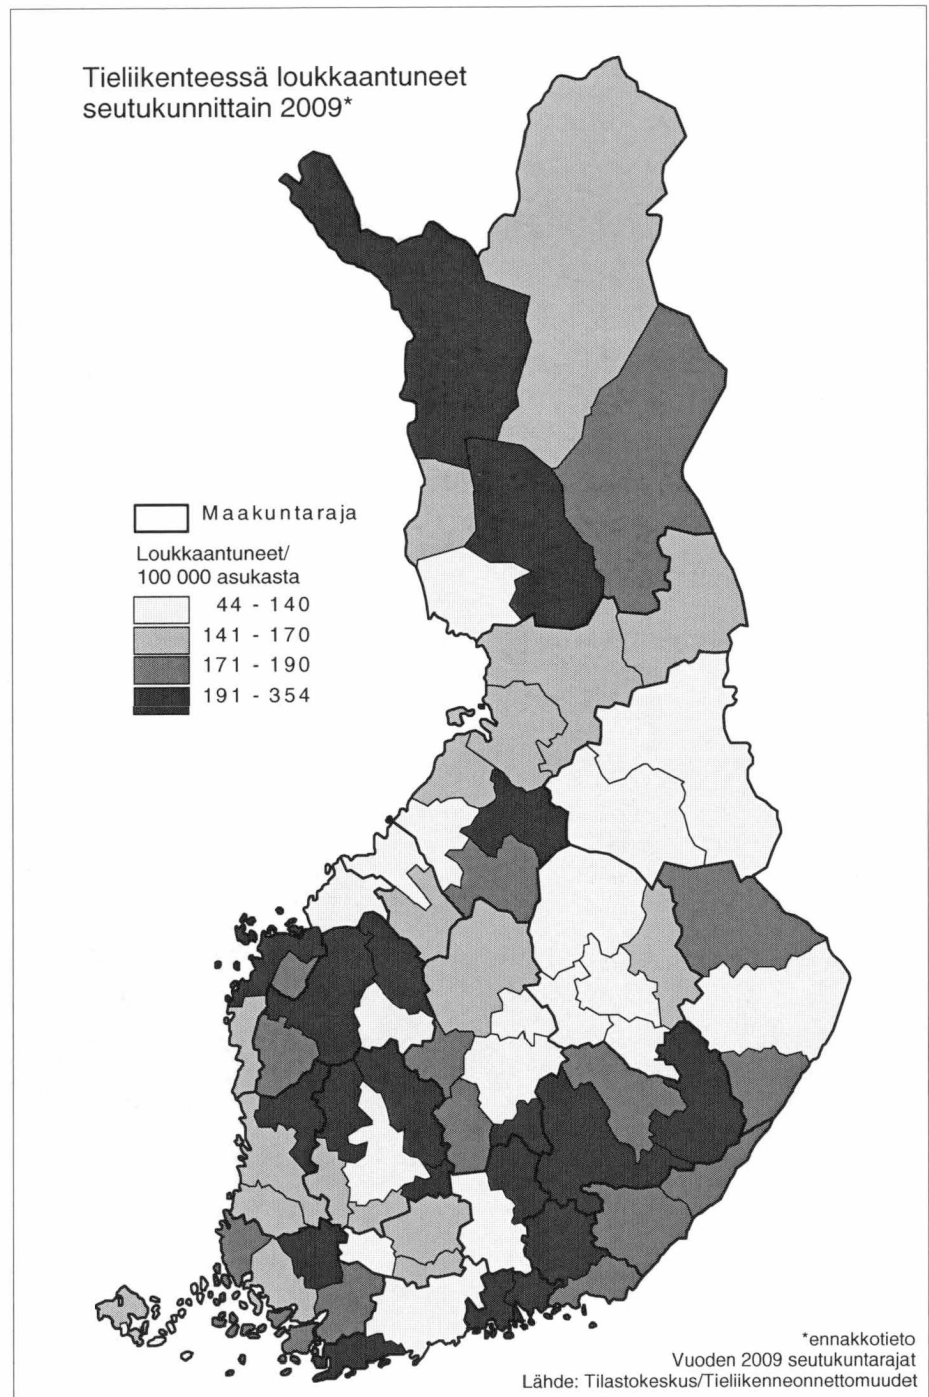 Tieliikenteessä loukkaantuneet
seutukunnittain 2009*
Maakuntaraja
Loukkaantuneet/
100 000 asukasta
44 - 140
141 - 170
171 - 190
191 - 354
*ennakkotieto
Vuoden 2009 seutukuntarajat
Lähde: Tilastokeskus/Tieliikenneonnettomuudet